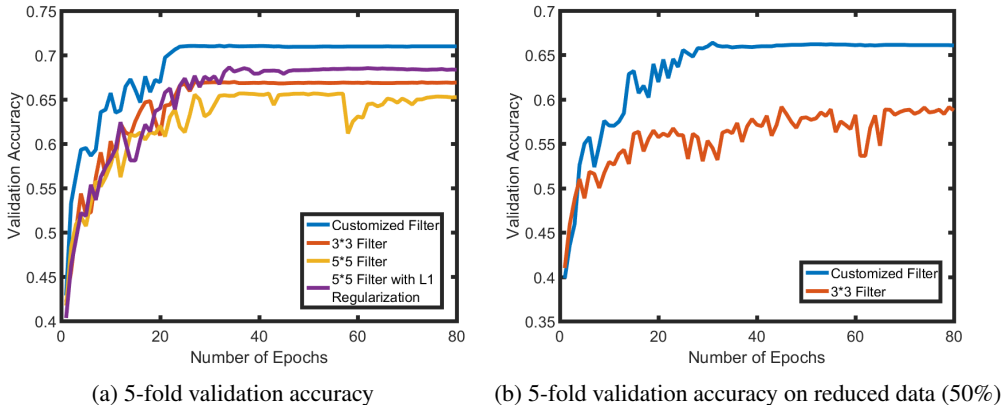 0.75
0.7
0.65
0.6
0.55
0.5
0.45
0.4
Validation Accuracy
0 20 40 60 80
Number of Epochs
Customized Filter
3*3 Filter
5*5 Filter
5*5 Filter with L1
Regularization
(a) 5-fold validation accuracy
0.7
0.65
0.6
0.55
0.5
0.45
0.4
0.35
Validation Accuracy
0 20 40 60 80
Number of Epochs
Customized Filter
3*3 Filter
(b) 5-fold validation accuracy on reduced data (50%)